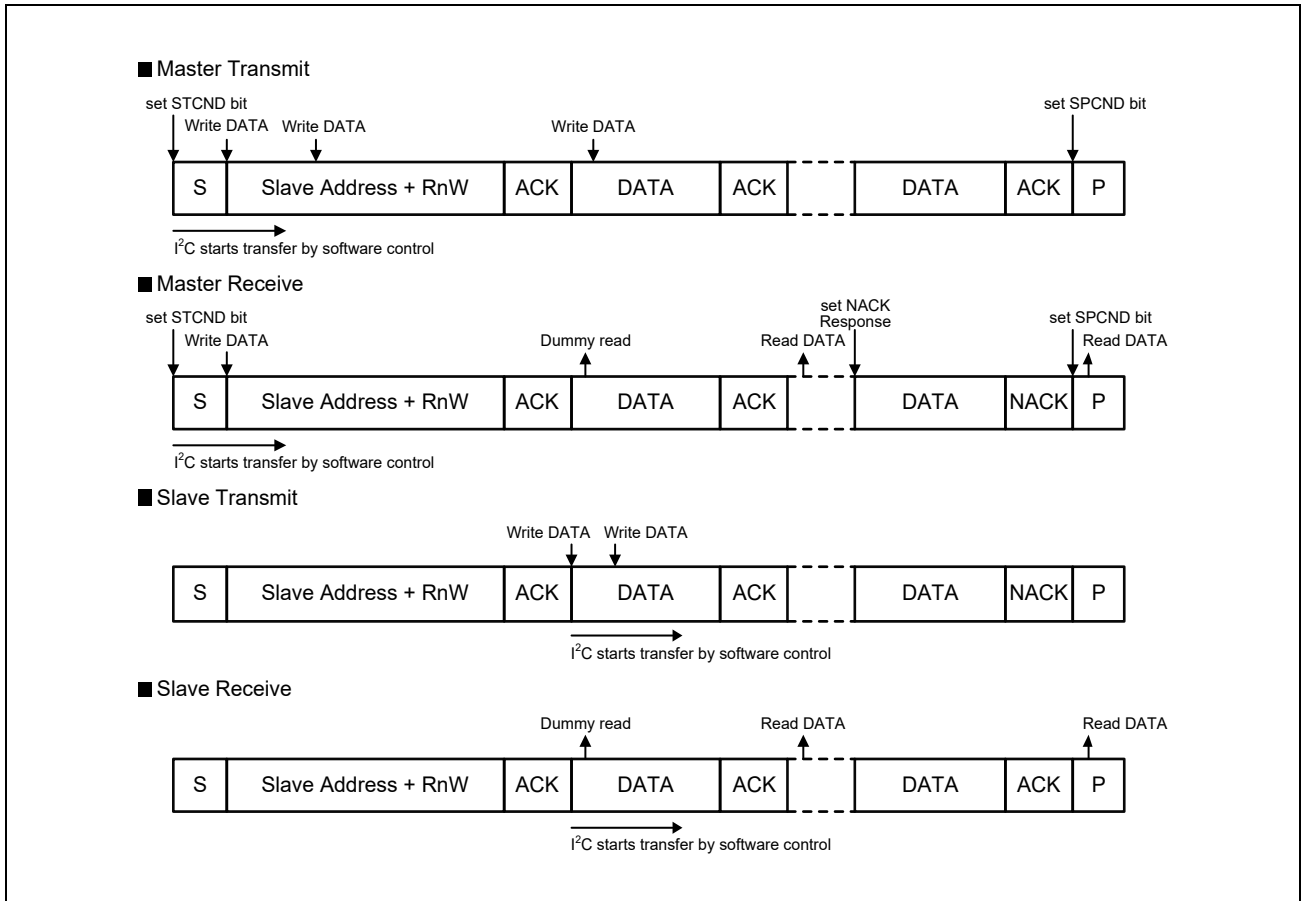 ■ Master Transmit
set STCND bit set SPCND bit
Write DATA Write DATA Write DATA
S Slave Address + RnW ACK DATA ACK DATA ACK P
I²C starts transfer by software control
■ Master Receive
set NACK
Response
set STCND bit set SPCND bit
Write DATA Dummy read Read DATA Read DATA
S Slave Address + RnW ACK DATA ACK DATA NACK P
I²C starts transfer by software control
■ Slave Transmit
Write DATA Write DATA
S Slave Address + RnW ACK DATA ACK DATA NACK P
I²C starts transfer by software control
■ Slave Receive
Dummy read Read DATA Read DATA
S Slave Address + RnW ACK DATA ACK DATA ACK P
I²C starts transfer by software control